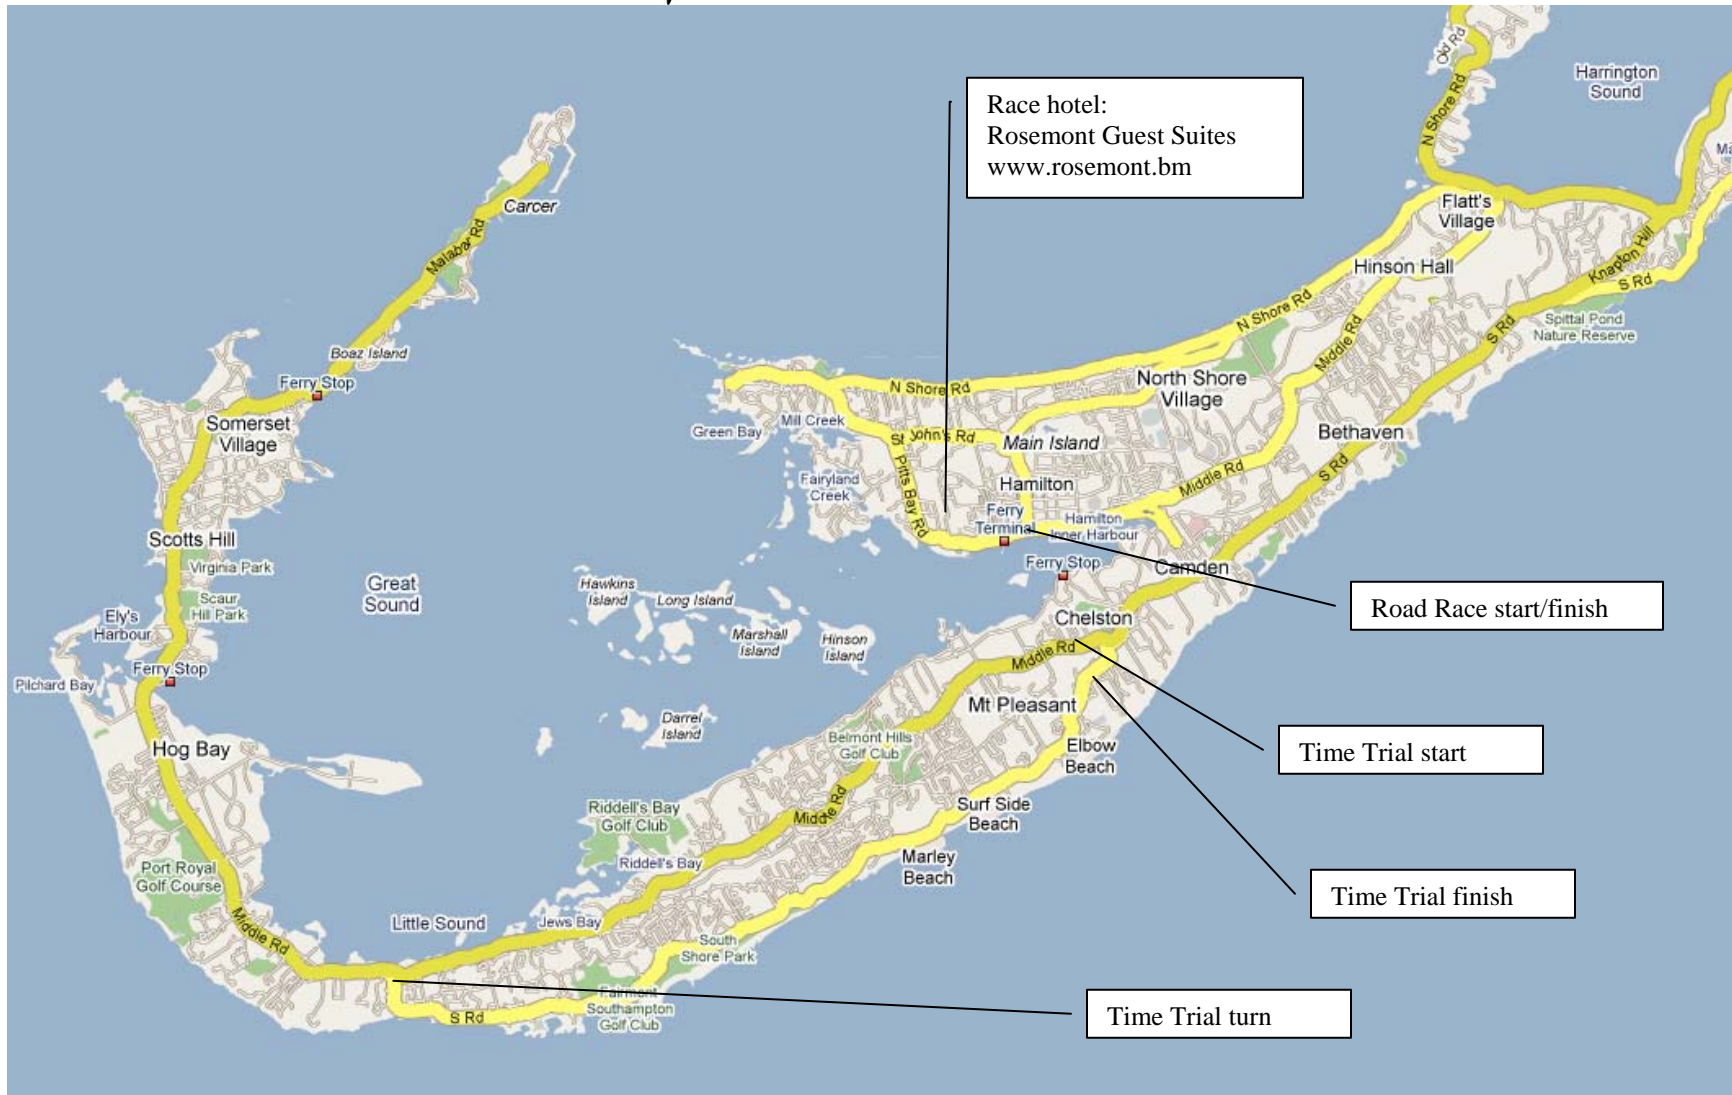 Old Rd
N Shore Rd
Harrington
Sound
Race hotel:
Rosemont Guest Suites
www.rosemont.bm
Carcer
Malabar Rd
Flatt's
Village
Hinson Hall
Knapton Hill
S Rd
N Shore Rd
Middle Rd
S Rd
Spittal Pond
Nature Reserve
Boaz Island
Ferry Stop
N Shore Rd
North Shore
Village
Somerset
Village
Green Bay
Mill Creek
St John's Rd
Main Island
Bethaven
Pitts Bay Rd
Fairyland
Creek
Hamilton
Middle Rd
S Rd
Ferry
Terminal
Hamilton
Inner Harbour
Scotts Hill
Virginia Park
Great
Sound
Ferry Stop
Camden
Hawkins
Island
Long Island
Scaur
Hill Park
Ely's
Harbour
Marshall
Island
Hinson
Island
Chelston
Road Race start/finish
Middle Rd
Ferry Stop
Pilchard Bay
Mt Pleasant
Darrel
Island
Hog Bay
Belmont Hills
Golf Club
Elbow
Beach
Time Trial start
Middle Rd
Surf Side
Beach
Riddell's Bay
Golf Club
Riddell's Bay
Marley
Beach
Port Royal
Golf Course
Time Trial finish
Middle Rd
Little Sound
Jews Bay
South
Shore Park
Fairmont
Southampton
Golf Club
S Rd
Time Trial turn